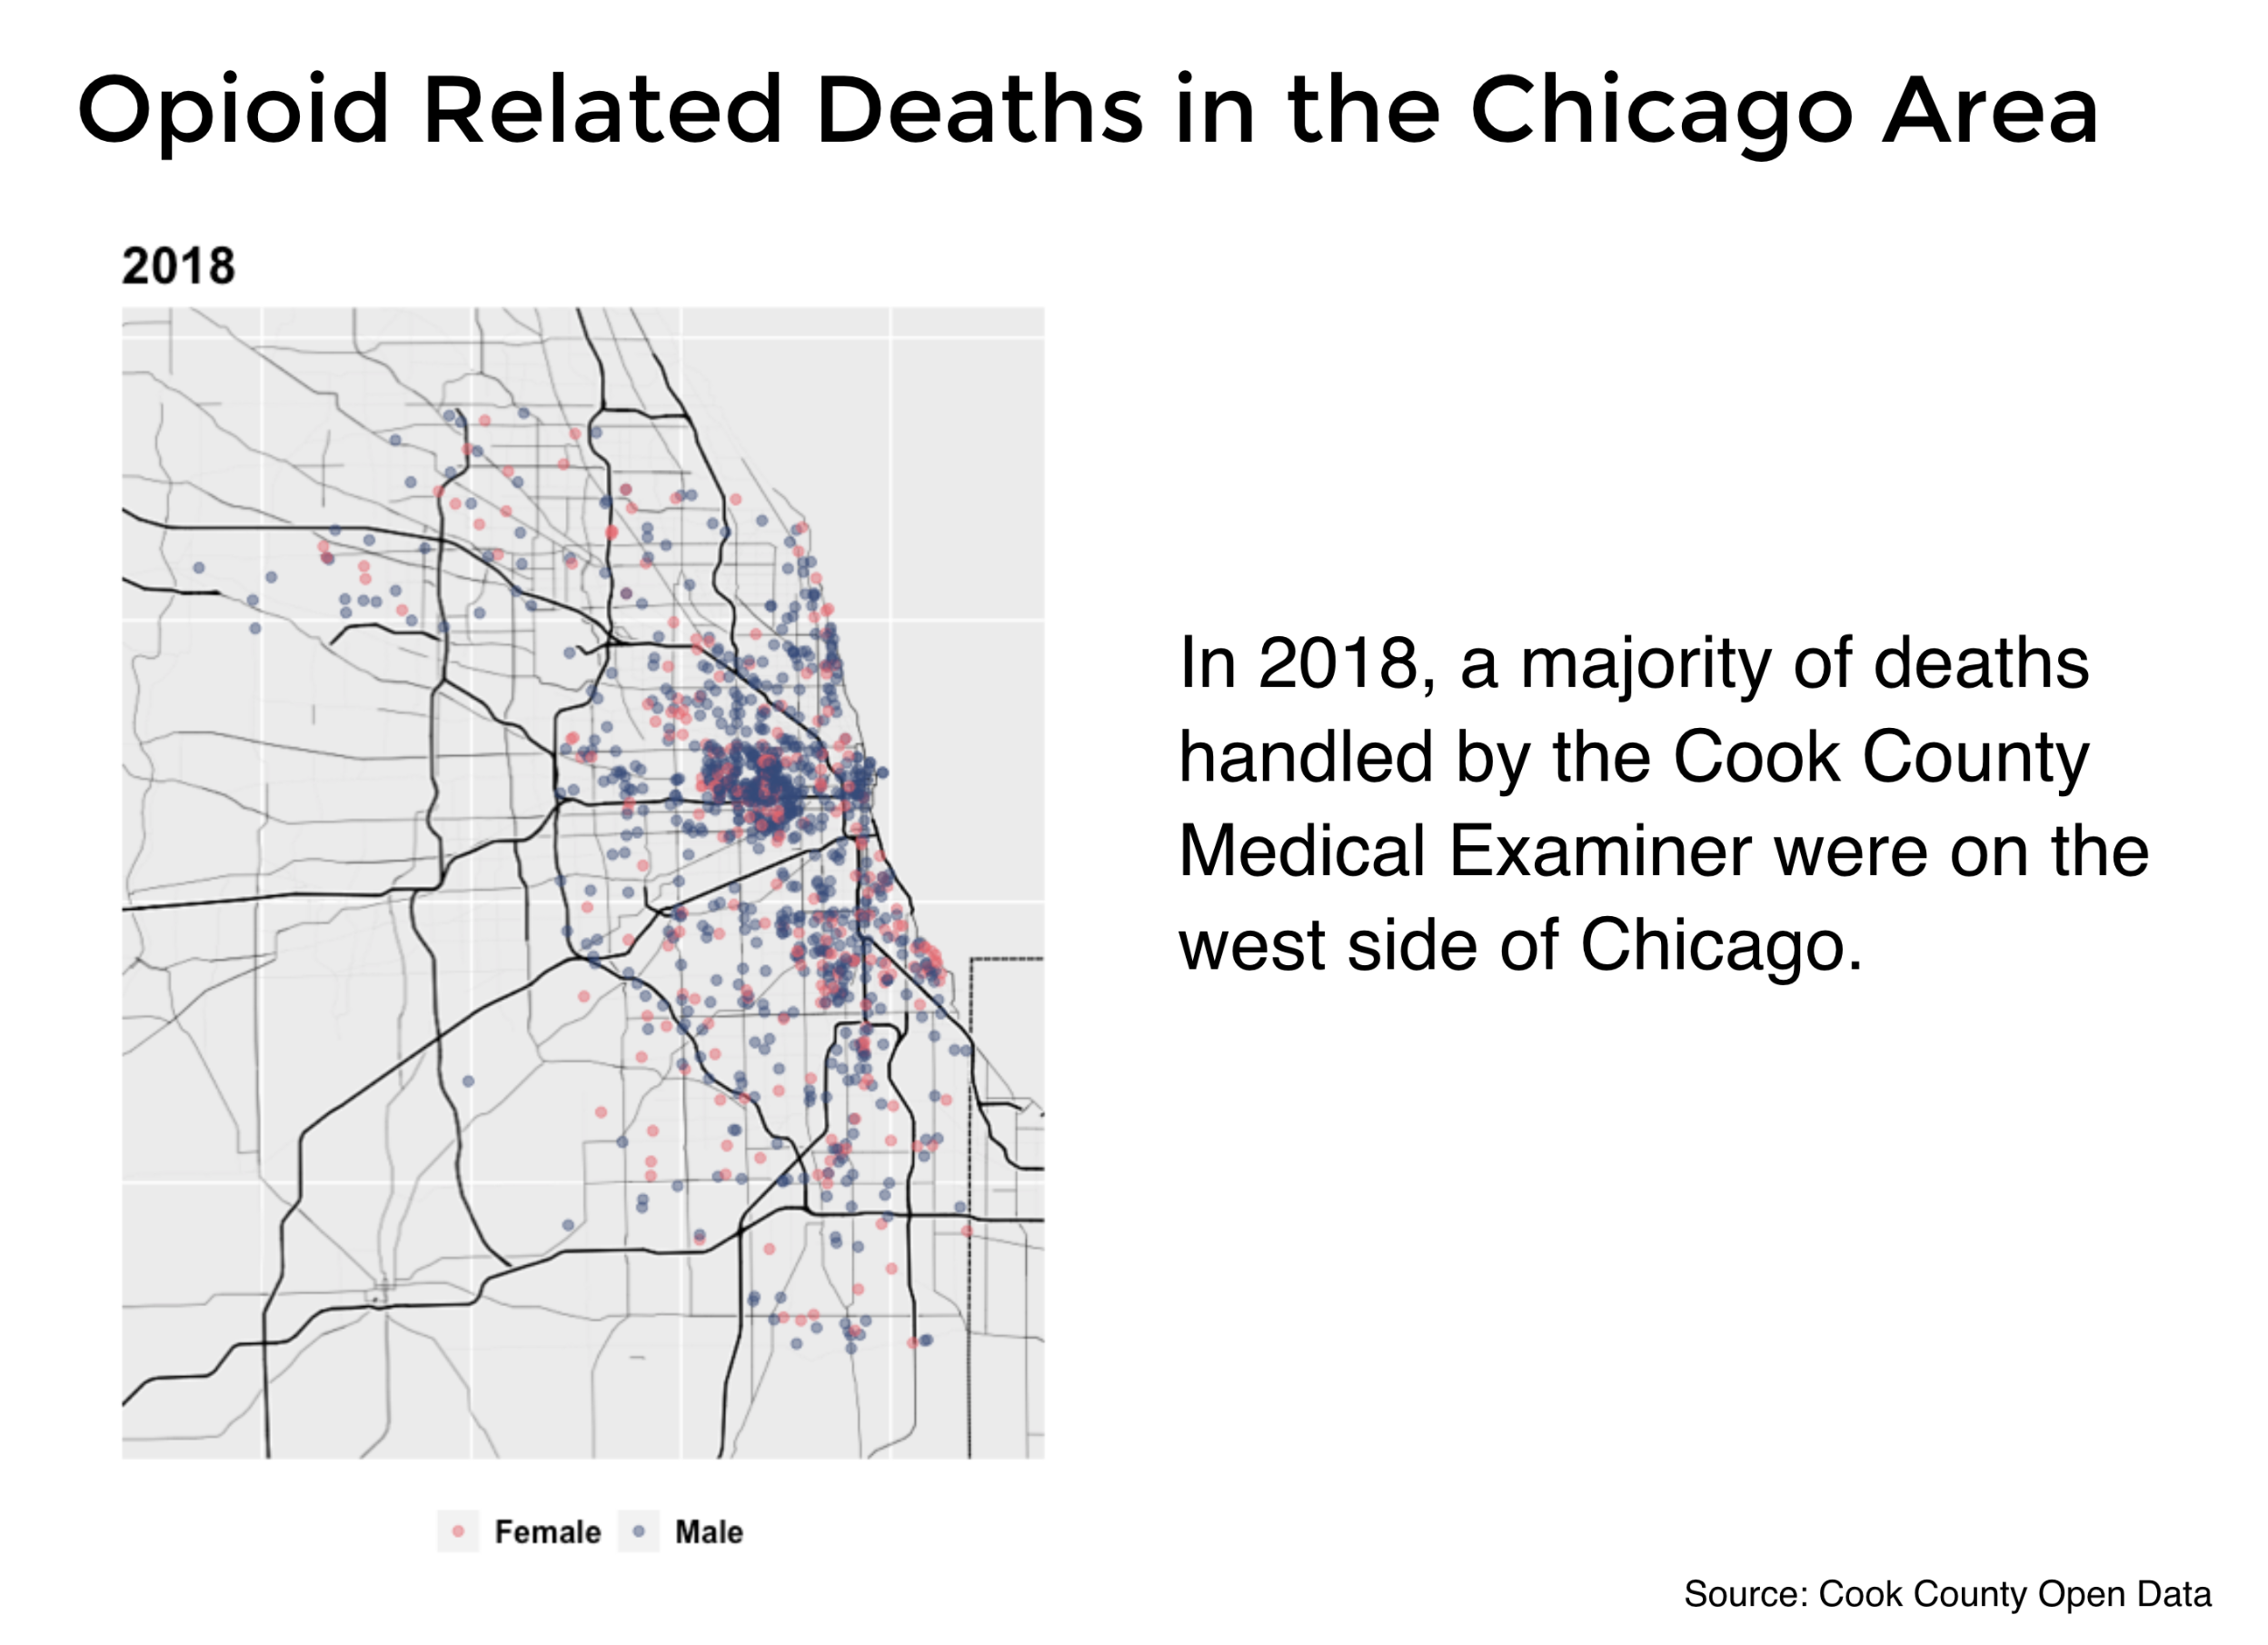 Opioid Related Deaths in the Chicago Area
2018
In 2018, a majority of deaths
handled by the Cook County
Medical Examiner were on the
west side of Chicago.
Female Male
Source: Cook County Open Data